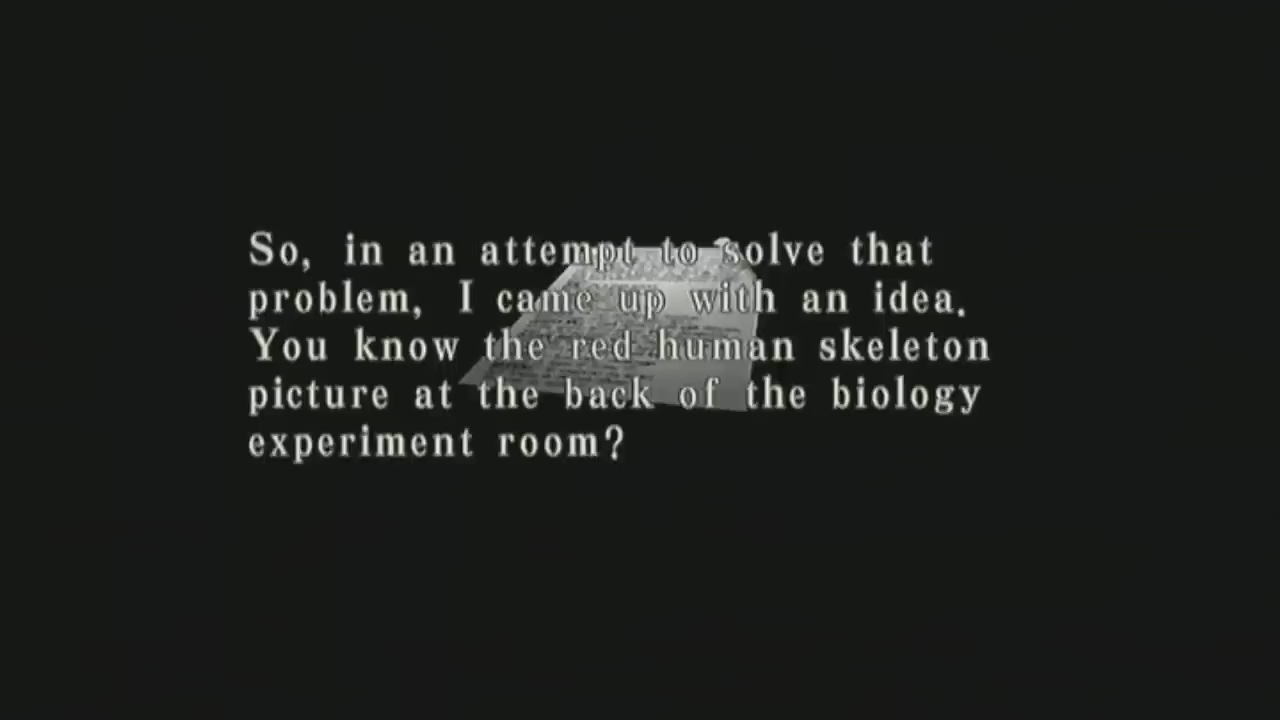 So, in an attempt to solve that
problem, I came up with an idea.
You know the red human skeleton
picture at the back of the biology
experiment room?